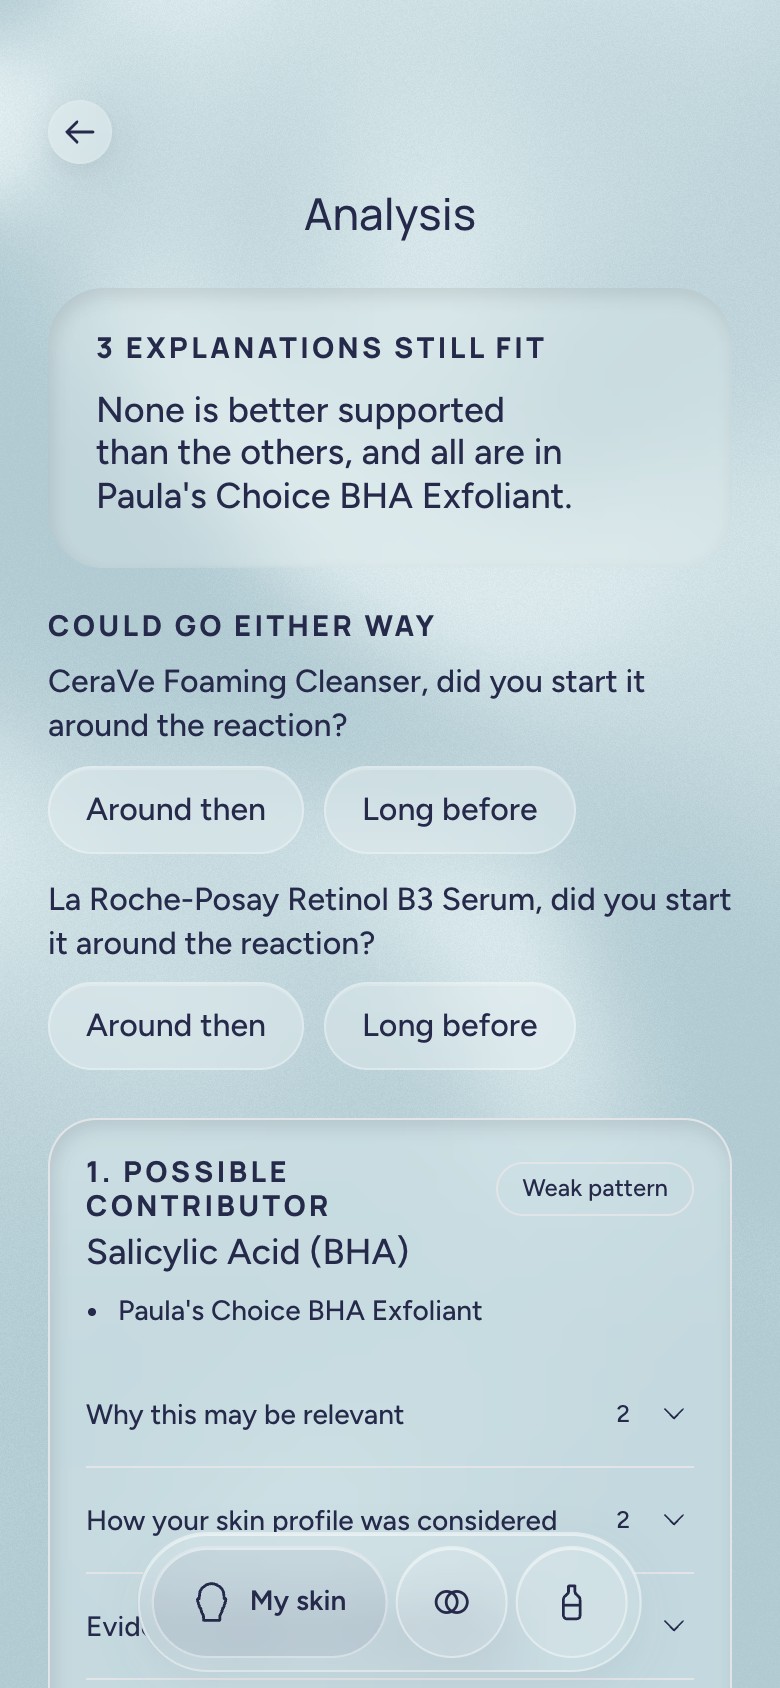 Analysis
3 EXPLANATIONS STILL FIT
None is better supported
than the others, and all are in
Paula's Choice BHA Exfoliant.
COULD GO EITHER WAY
CeraVe Foaming Cleanser, did you start it
around the reaction?
Around then
Long before
La Roche-Posay Retinol B3 Serum, did you start
it around the reaction?
Around then
Long before
1. POSSIBLE
CONTRIBUTOR
Weak pattern
Salicylic Acid (BHA)
• Paula's Choice BHA Exfoliant
Why this may be relevant 2
How your skin profile was considered 2
My skin